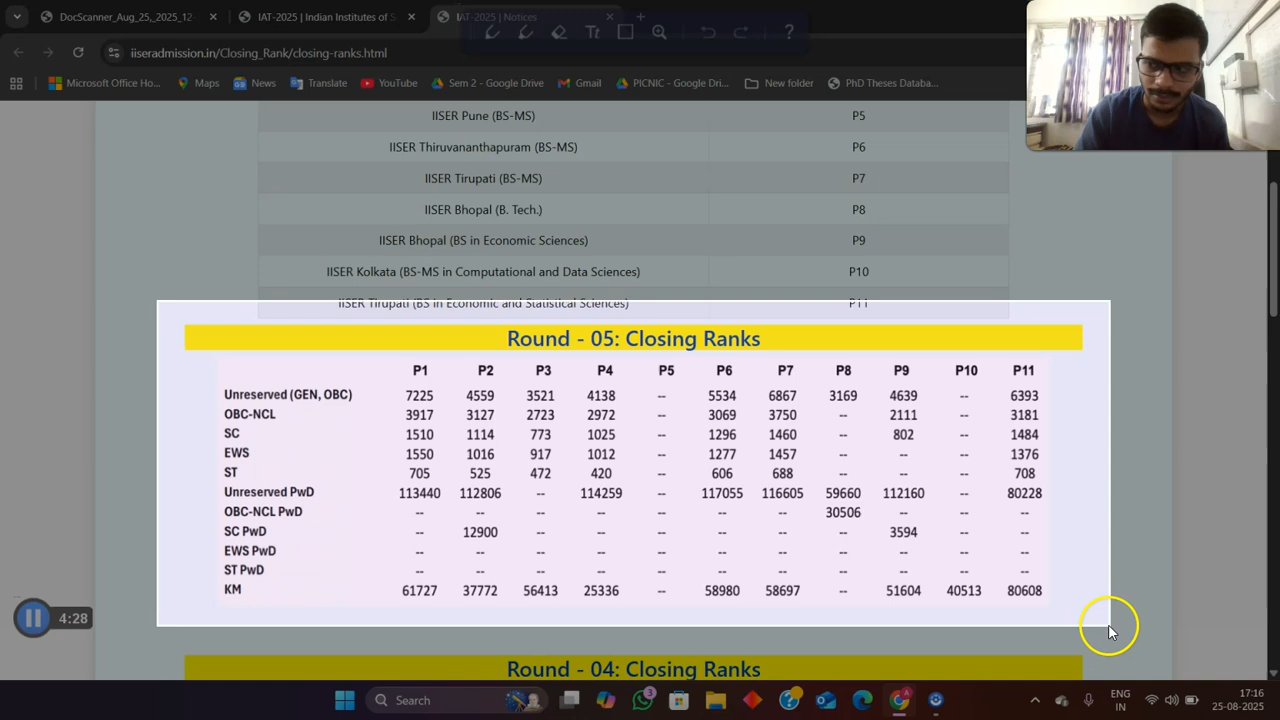 DocScanner_Aug_25,_2025_12-
IAT-2025 | Indian Institutes of S
IAT-2025 | Notices
Tt
?
iiseradmission.in/Closing_Rank/closing-ranks.html
Microsoft Office Ho...
Maps
News
Translate
YouTube
Sem 2 - Google Drive
Gmail
PICNIC - Google Dri...
New folder
PhD Theses Databa...
IISER Pune (BS-MS) P5
IISER Thiruvananthapuram (BS-MS) P6
IISER Tirupati (BS-MS) P7
IISER Bhopal (B. Tech.) P8
IISER Bhopal (BS in Economic Sciences) P9
IISER Kolkata (BS-MS in Computational and Data Sciences) P10
IISER Tirupati (BS in Economic and Statistical Sciences) P11
Round - 05: Closing Ranks
P1 P2 P3 P4 P5 P6 P7 P8 P9 P10 P11
Unreserved (GEN, OBC) 7225 4559 3521 4138 -- 5534 6867 3169 4639 -- 6393
OBC-NCL 3917 3127 2723 2972 -- 3069 3750 -- 2111 -- 3181
SC 1510 1114 773 1025 -- 1296 1460 -- 802 -- 1484
EWS 1550 1016 917 1012 -- 1277 1457 -- -- -- 1376
ST 705 525 472 420 -- 606 688 -- -- -- 708
Unreserved PwD 113440 112806 -- 114259 -- 117055 116605 59660 112160 -- 80228
OBC-NCL PwD -- -- -- -- -- -- -- 30506 -- -- --
SC PwD -- 12900 -- -- -- -- -- -- 3594 -- --
EWS PwD -- -- -- -- -- -- -- -- -- -- --
ST PwD -- -- -- -- -- -- -- -- -- -- --
KM 61727 37772 56413 25336 -- 58980 58697 -- 51604 40513 80608
4:28
Round - 04: Closing Ranks
Search
3
ENG
IN
17:16
25-08-2025